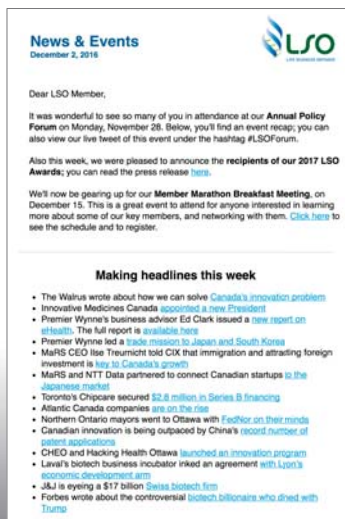 News & Events
December 2, 2016
LSO
Dear LSO Member,
It was wonderful to see so many of you in attendance at our Annual Policy
Forum on Monday, November 28. Below, you'll find an event recap; you can
also view our live tweet of this event under the hashtag #LSOForum.
Also this week, we were pleased to announce the recipients of our 2017 LSO
Awards; you can read the press release here.
We'll now be gearing up for our Member Marathon Breakfast Meeting, on
December 15. This is a great event to attend for anyone interested in learning
more about some of our key members, and networking with them. Click here to
see the schedule and to register.
Making headlines this week
• The Walrus wrote about how we can solve Canada's innovation problem
• Innovative Medicines Canada appointed a new President
• Premier Wynne's business advisor Ed Clark issued a new report on
eHealth. The full report is available here
• Premier Wynne led a trade mission to Japan and South Korea
• MaRS CEO Ilse Treurnicht told CIX that immigration and attracting foreign
investment is key to Canada's growth
• MaRS and NTT Data partnered to connect Canadian startups to the
Japanese market
• Toronto's Chipcare secured $2.6 million in Series B financing
• Atlantic Canada companies are on the rise
• Northern Ontario mayors went to Ottawa with FedNor on their minds
• Canadian innovation is being outpaced by China's record number of
patent applications
• CHEO and Hacking Health Ottawa launched an innovation program
• Laval's biotech business incubator inked an agreement with Lyon's
economic development arm
• J&J is eyeing a $17 billion Swiss biotech firm
• Forbes wrote about the controversial biotech billionaire who dined with
Trump